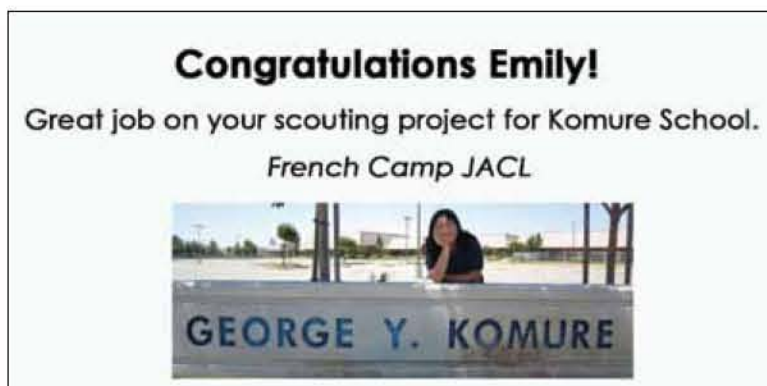 Congratulations Emily!
Great job on your scouting project for Komure School.
French Camp JACL
GEORGE Y. KOMURE